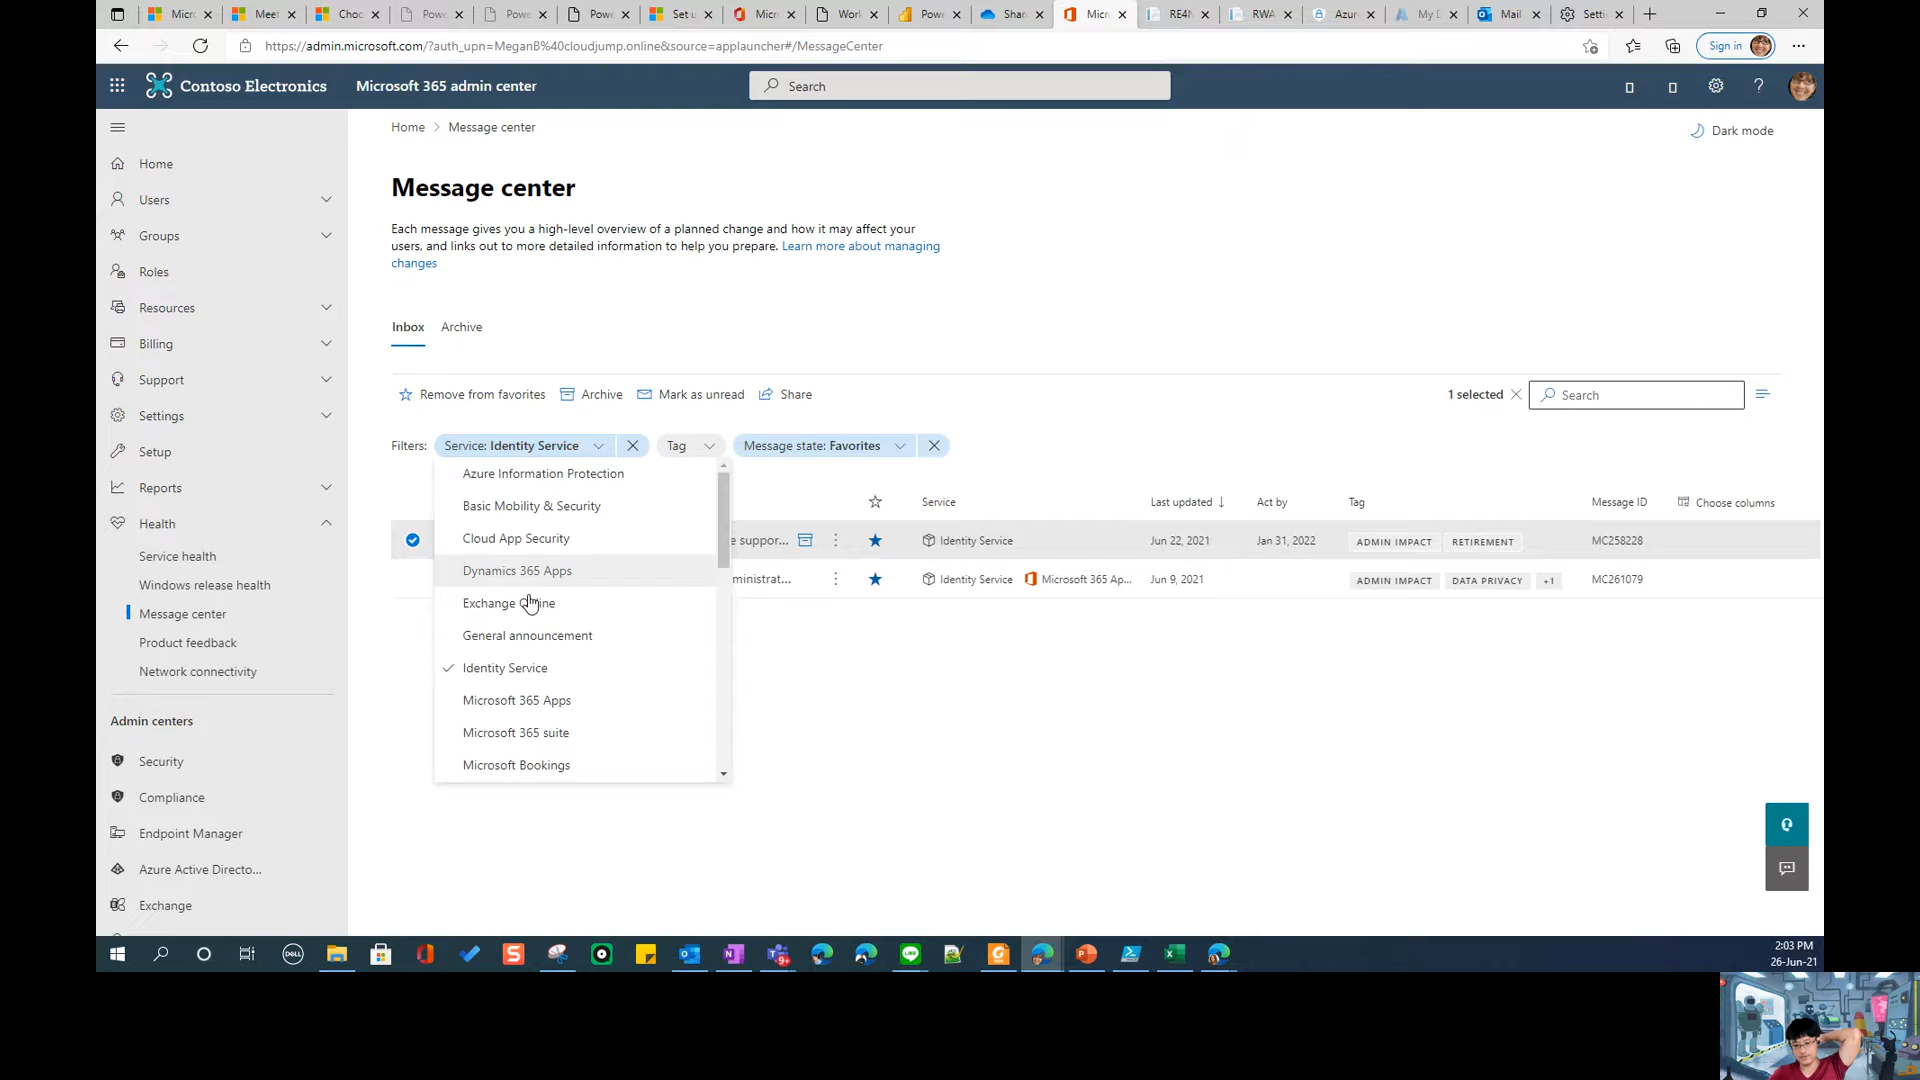 Micr
Meet
Choc
Powe
Powe
Powe
Set u
Micr
Work
Powe
Share
Micr
RE4N
RWA
Azur
My D
Mail
Setti
https://admin.microsoft.com/?auth_upn=MeganB%40cloudjump.online&source=applauncher#/MessageCenter
Sign in
Contoso Electronics
Microsoft 365 admin center
Search
Home
Users
Groups
Roles
Resources
Billing
Support
Settings
Setup
Reports
Health
Service health
Windows release health
Message center
Product feedback
Network connectivity
Admin centers
Security
Compliance
Endpoint Manager
Azure Active Directo...
Exchange
Home > Message center
Dark mode
Message center
Each message gives you a high-level overview of a planned change and how it may affect your
users, and links out to more detailed information to help you prepare. Learn more about managing
changes
Inbox
Archive
Remove from favorites
Archive
Mark as unread
Share
1 selected
Search
Filters:
Service: Identity Service
Tag
Message state: Favorites
Azure Information Protection
Basic Mobility & Security
Cloud App Security
Dynamics 365 Apps
Exchange Online
General announcement
Identity Service
Microsoft 365 Apps
Microsoft 365 suite
Microsoft Bookings
Service
Last updated ↓
Act by
Tag
Message ID
Choose columns
e suppor...
Identity Service
Jun 22, 2021
Jan 31, 2022
ADMIN IMPACT
RETIREMENT
MC258228
ministrat...
Identity Service
Microsoft 365 Ap...
Jun 9, 2021
ADMIN IMPACT
DATA PRIVACY
+1
MC261079
2:03 PM
26-Jun-21